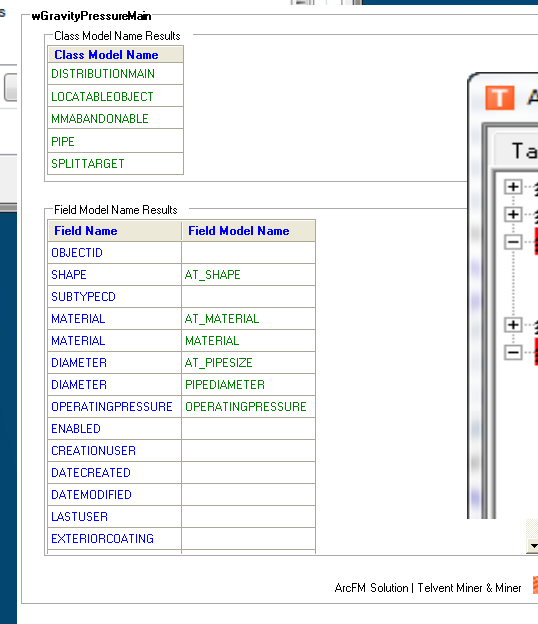 wGravityPressureMain
Class Model Name Results
Class Model Name
DISTRIBUTIONMAIN
LOCATABLEOBJECT
MMABANDONABLE
PIPE
SPLITTARGET
Field Model Name Results
Field Name Field Model Name
OBJECTID
SHAPE AT_SHAPE
SUBTYPECD
MATERIAL AT_MATERIAL
MATERIAL MATERIAL
DIAMETER AT_PIPESIZE
DIAMETER PIPEDIAMETER
OPERATINGPRESSURE OPERATINGPRESSURE
ENABLED
CREATIONUSER
DATECREATED
DATEMODIFIED
LASTUSER
EXTERIORCOATING
ArcFM Solution | Telvent Miner & Miner
T A
Ta